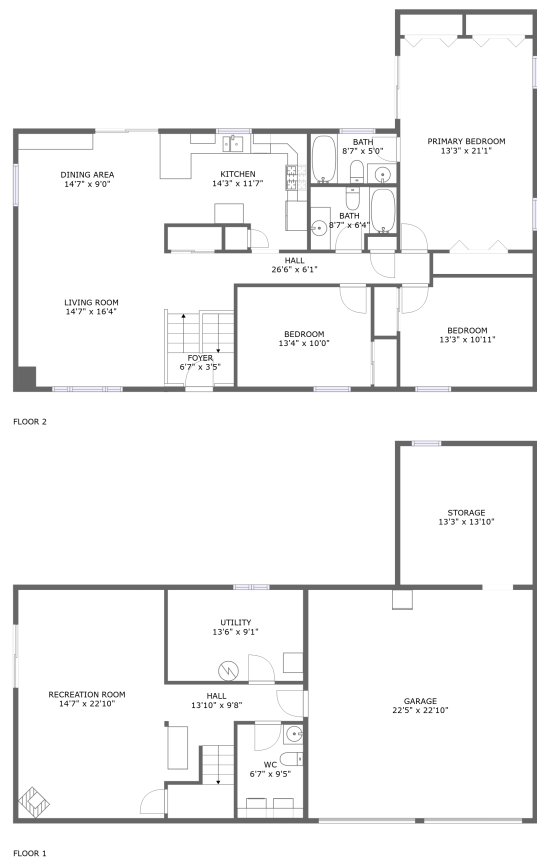 PRIMARY BEDROOM
13'3" x 21'1"
BATH
8'7" x 5'0"
DINING AREA
14'7" x 9'0"
KITCHEN
14'3" x 11'7"
BATH
8'7" x 6'4"
HALL
26'6" x 6'1"
LIVING ROOM
14'7" x 16'4"
BEDROOM
13'4" x 10'0"
BEDROOM
13'3" x 10'11"
FOYER
6'7" x 3'5"
FLOOR 2
STORAGE
13'3" x 13'10"
UTILITY
13'6" x 9'1"
RECREATION ROOM
14'7" x 22'10"
HALL
13'10" x 9'8"
GARAGE
22'5" x 22'10"
WC
6'7" x 9'5"
FLOOR 1